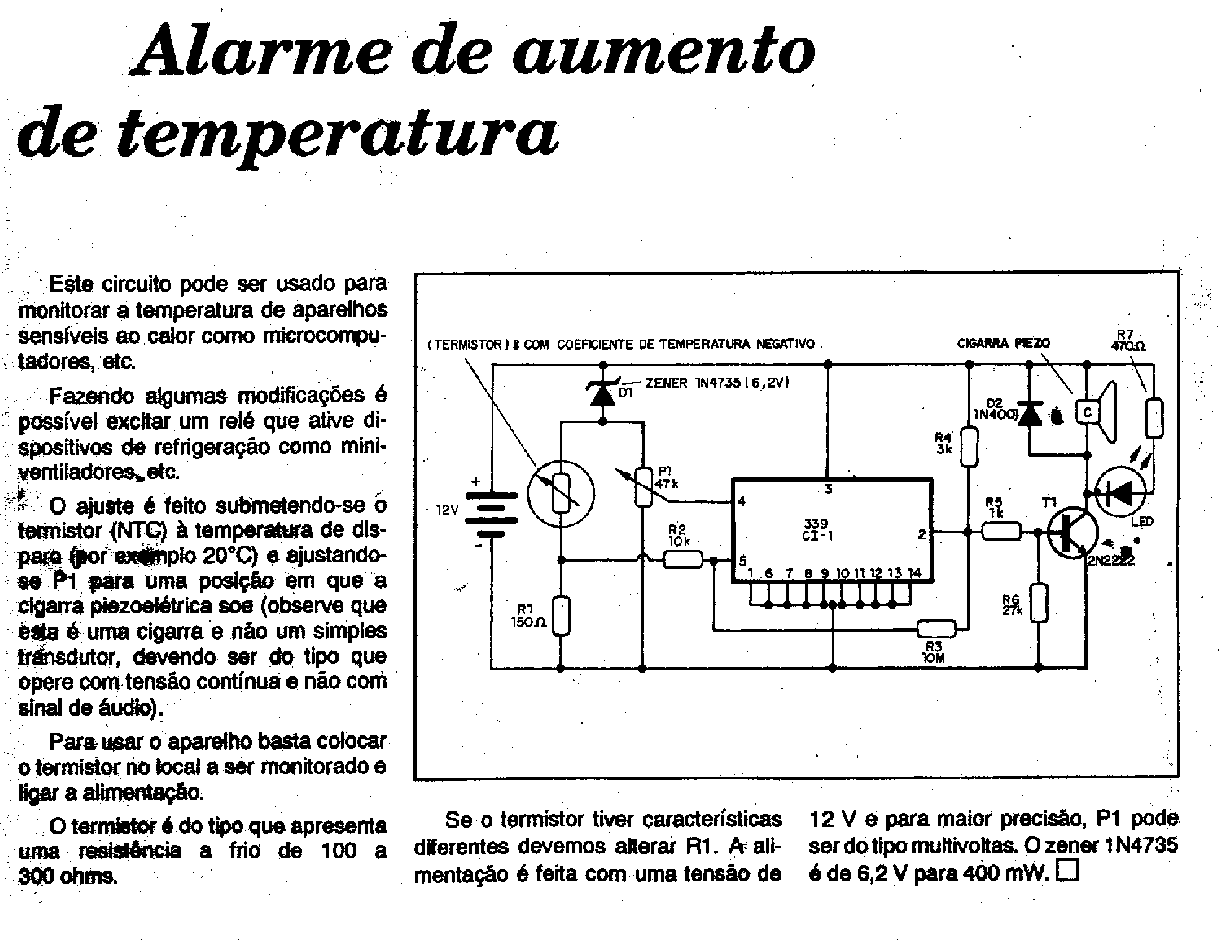 Alarme de aumento
de temperatura
Este circuito pode ser usado para
monitorar a temperatura de aparelhos
sensíveis ao calor como microcompu-
tadores, etc.
Fazendo algumas modificações é
possível excitar um relé que ative di-
spositivos de refrigeração como mini-
ventiladores, etc.
O ajuste é feito submetendo-se o
termistor (NTC) à temperatura de dis-
paro (por exemplo 20°C) e ajustando-
se P1 para uma posição em que a
cigarra piezoelétrica soe (observe que
esta é uma cigarra e não um simples
transdutor, devendo ser do tipo que
opere com tensão contínua e não com
sinal de áudio).
Para usar o aparelho basta colocar
o termistor no local a ser monitorado e
ligar a alimentação.
O termistor é do tipo que apresenta
uma resistência a frio de 100 a
300 ohms.
(TERMISTOR) COM COEFICIENTE DE TEMPERATURA NEGATIVO
CIGARRA PIEZO
R7
470Ω
ZENER 1N4735 (6,2V)
D1
D2
1N4001
C
R4
3k
P1
47k
+
12V
-
4
3
339
CI-1
2
5
1 6 7 8 9 10 11 12 13 14
R2
10k
R5
1k
T1
LED
2N2222
R1
150Ω
R6
27k
R3
10M
Se o termistor tiver características
diferentes devemos alterar R1. A ali-
mentação é feita com uma tensão de
12 V e para maior precisão, P1 pode
ser do tipo multivoltas. O zener 1N4735
é de 6,2 V para 400 mW.